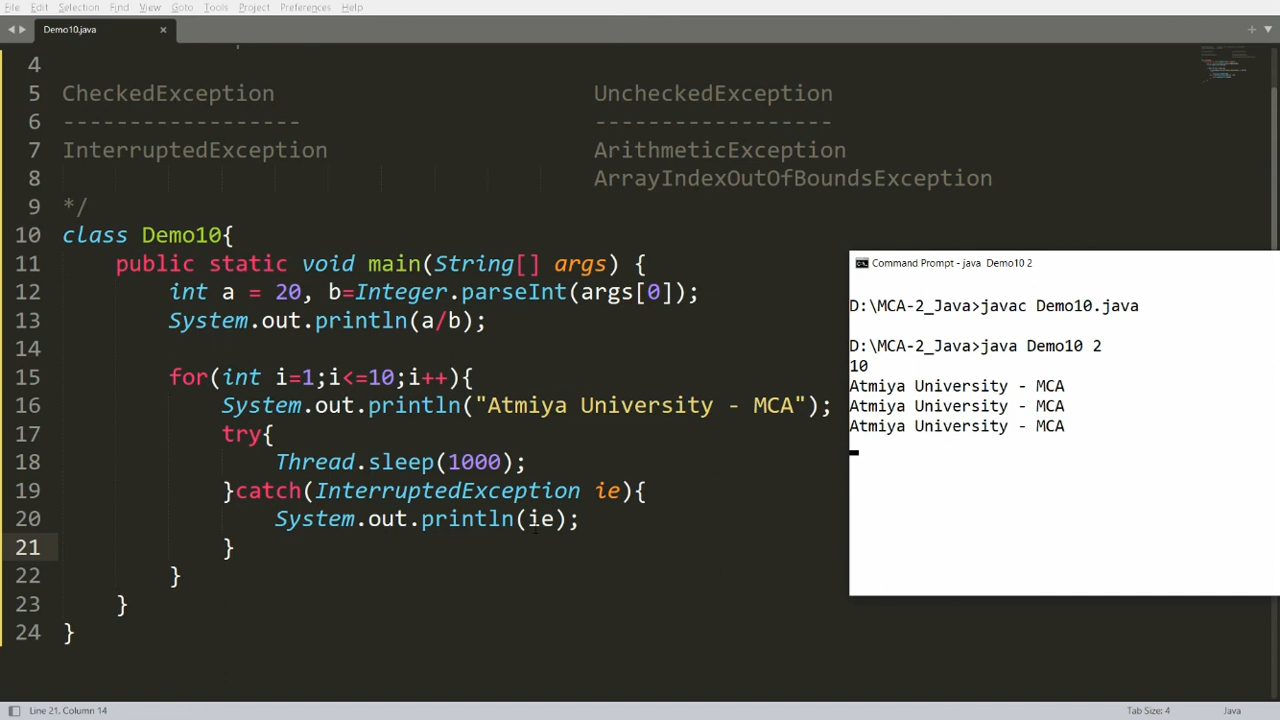 File Edit Selection Find View Goto Tools Project Preferences Help
Demo10.java
4
5 CheckedException UncheckedException
6 ------------------ ------------------
7 InterruptedException ArithmeticException
8 ArrayIndexOutOfBoundsException
9 */
10 class Demo10{
11 public static void main(String[] args) {
12 int a = 20, b=Integer.parseInt(args[0]);
13 System.out.println(a/b);
14
15 for(int i=1;i<=10;i++){
16 System.out.println("Atmiya University - MCA");
17 try{
18 Thread.sleep(1000);
19 }catch(InterruptedException ie){
20 System.out.println(ie);
21 }
22 }
23 }
24 }
Command Prompt - java Demo10 2
D:\MCA-2_Java>javac Demo10.java
D:\MCA-2_Java>java Demo10 2
10
Atmiya University - MCA
Atmiya University - MCA
Atmiya University - MCA
Line 21, Column 14 Tab Size: 4 Java